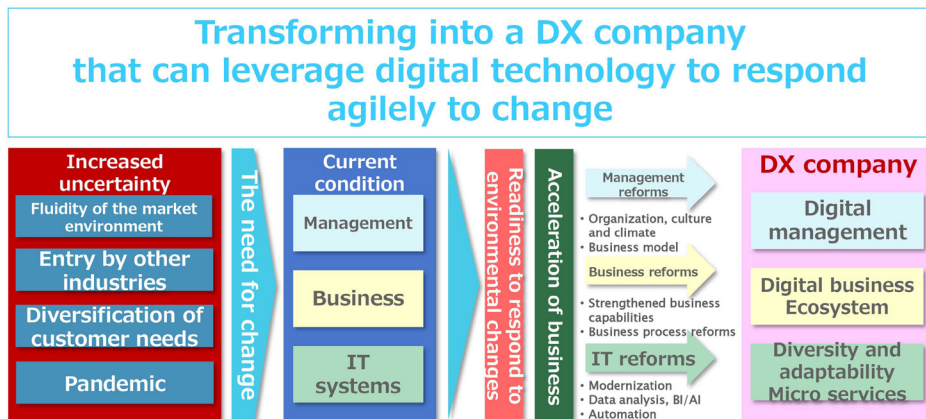 Transforming into a DX company
that can leverage digital technology to respond
agilely to change
Increased
uncertainty
Fluidity of the market
environment
Entry by other
industries
Diversification of
customer needs
Pandemic
The need for change
Current
condition
Management
Business
IT
systems
Readiness to respond to
environmental changes
Acceleration of business
Management
reforms
• Organization, culture
and climate
• Business model
Business reforms
• Strengthened business
capabilities
• Business process reforms
IT reforms
• Modernization
• Data analysis, BI/AI
• Automation
DX company
Digital
management
Digital business
Ecosystem
Diversity and
adaptability
Micro services